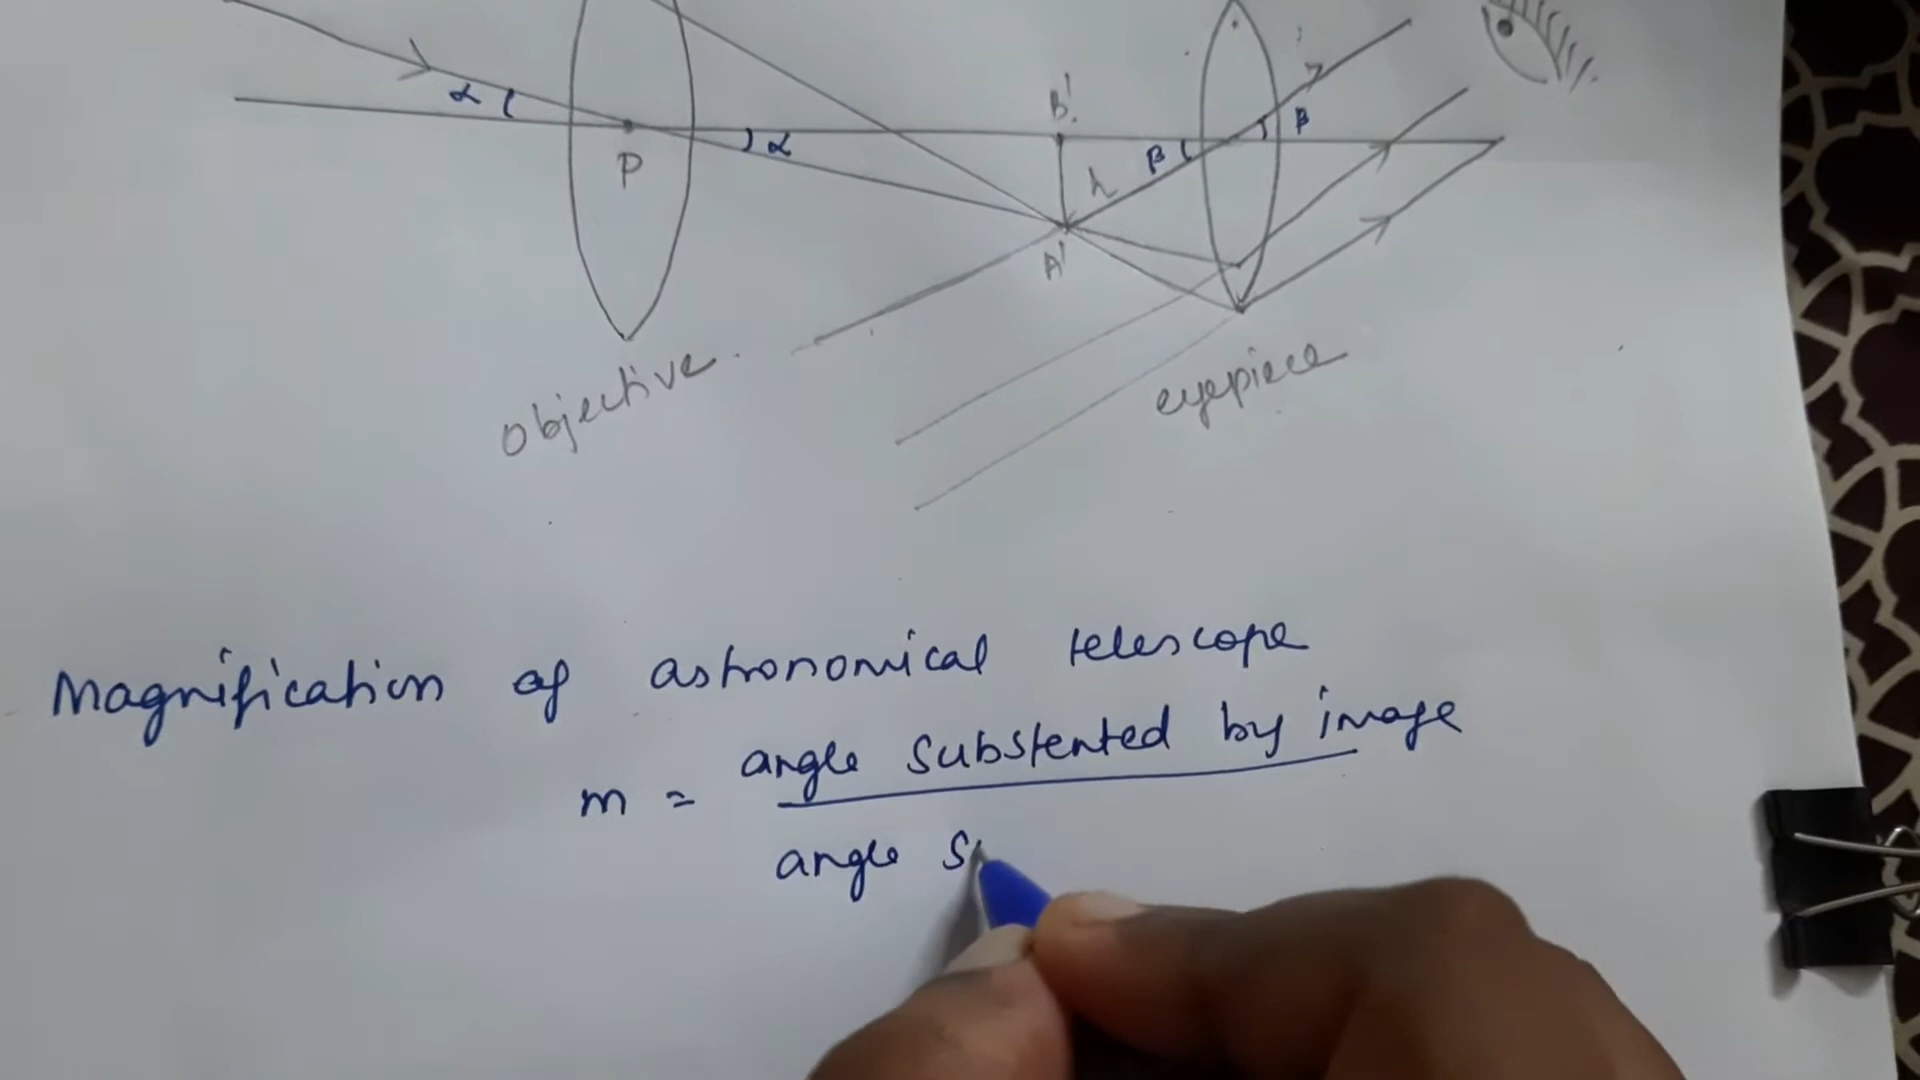 α α
P
B'
β β
h
A'
objective
eyepiece
Magnification of astronomical telescope
m = angle substented by image
angle s